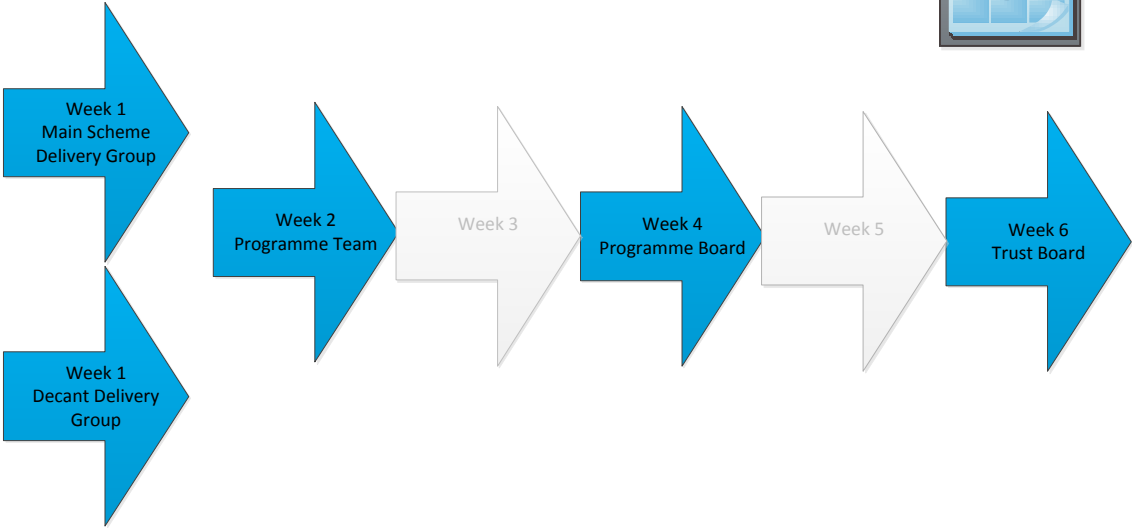 Week 1
Main Scheme
Delivery Group
Week 2
Programme Team
Week 3
Week 4
Programme Board
Week 5
Week 6
Trust Board
Week 1
Decant Delivery
Group